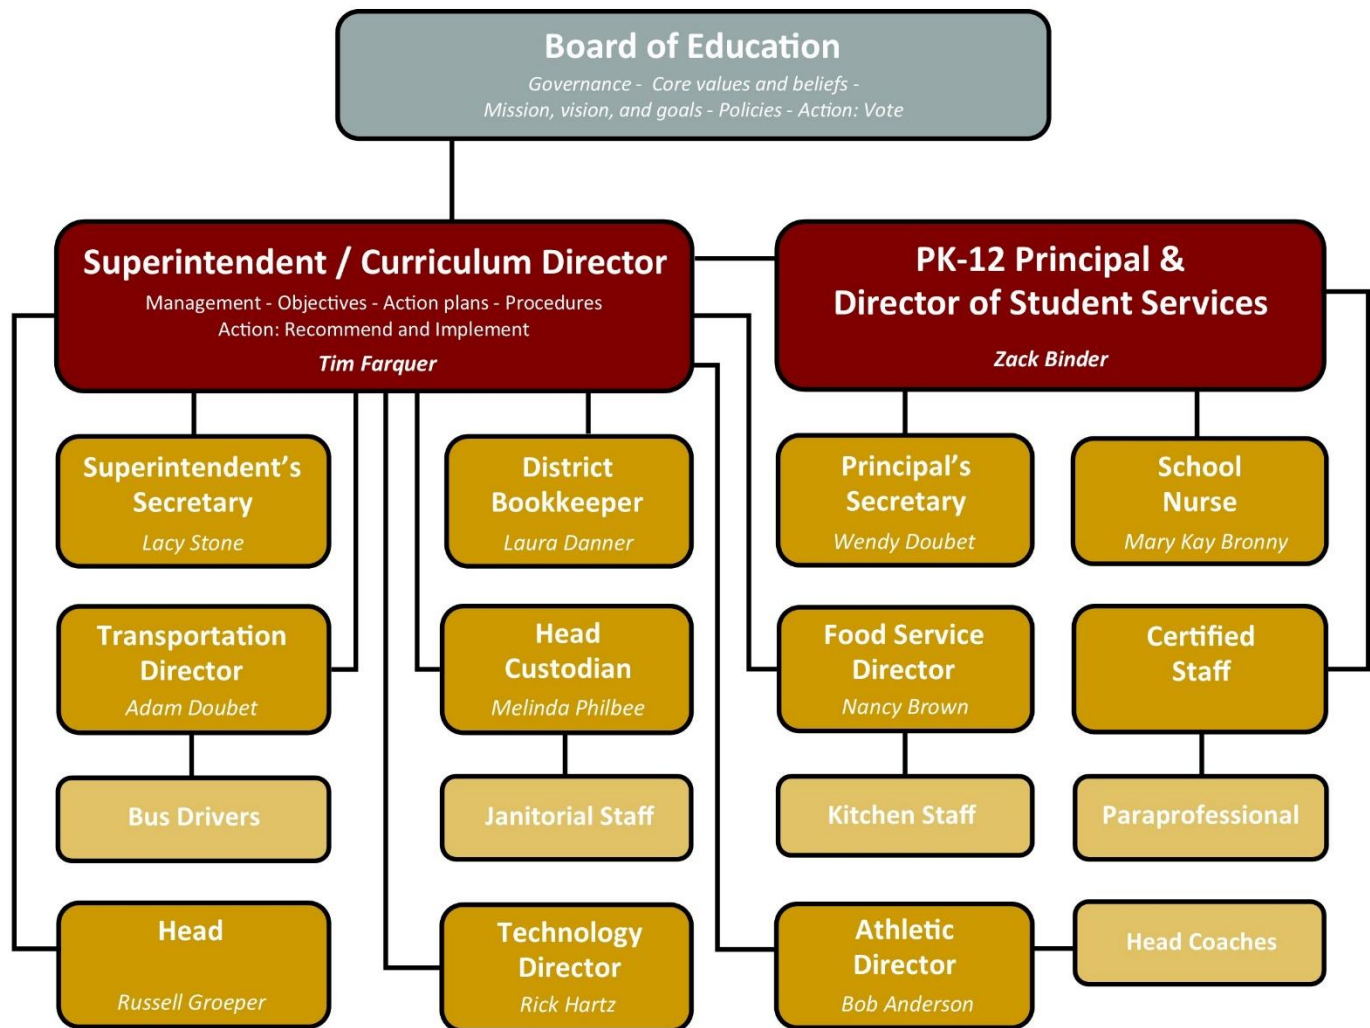 Board of Education
Governance - Core values and beliefs -
Mission, vision, and goals - Policies - Action: Vote
Superintendent / Curriculum Director
Management - Objectives - Action plans - Procedures
Action: Recommend and Implement
Tim Farquer
PK-12 Principal &
Director of Student Services
Zack Binder
Superintendent's
Secretary
Lacy Stone
District
Bookkeeper
Laura Danner
Principal's
Secretary
Wendy Doubet
School
Nurse
Mary Kay Bronny
Transportation
Director
Adam Doubet
Head
Custodian
Melinda Philbee
Food Service
Director
Nancy Brown
Certified
Staff
Bus Drivers
Janitorial Staff
Kitchen Staff
Paraprofessional
Head
Russell Groeper
Technology
Director
Rick Hartz
Athletic
Director
Bob Anderson
Head Coaches